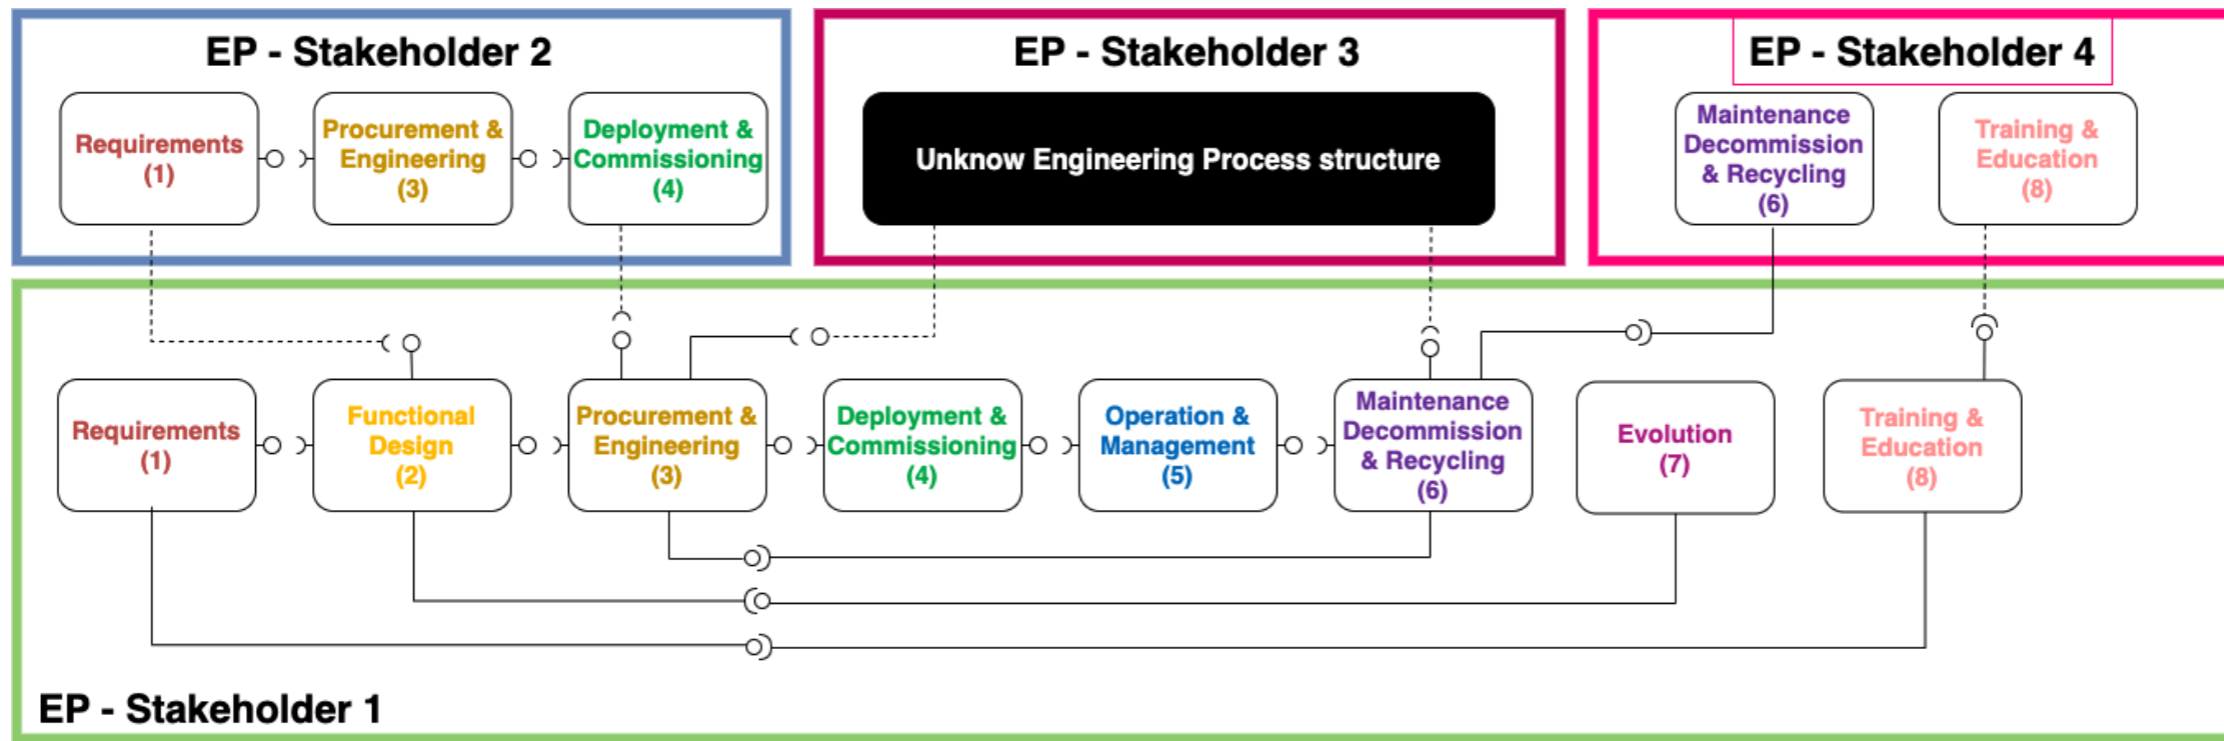 EP - Stakeholder 2
Requirements
(1)
Procurement &
Engineering
(3)
Deployment &
Commissioning
(4)
EP - Stakeholder 3
Unknow Engineering Process structure
EP - Stakeholder 4
Maintenance
Decommission
& Recycling
(6)
Training &
Education
(8)
Requirements
(1)
Functional
Design
(2)
Procurement &
Engineering
(3)
Deployment &
Commissioning
(4)
Operation &
Management
(5)
Maintenance
Decommission
& Recycling
(6)
Evolution
(7)
Training &
Education
(8)
EP - Stakeholder 1